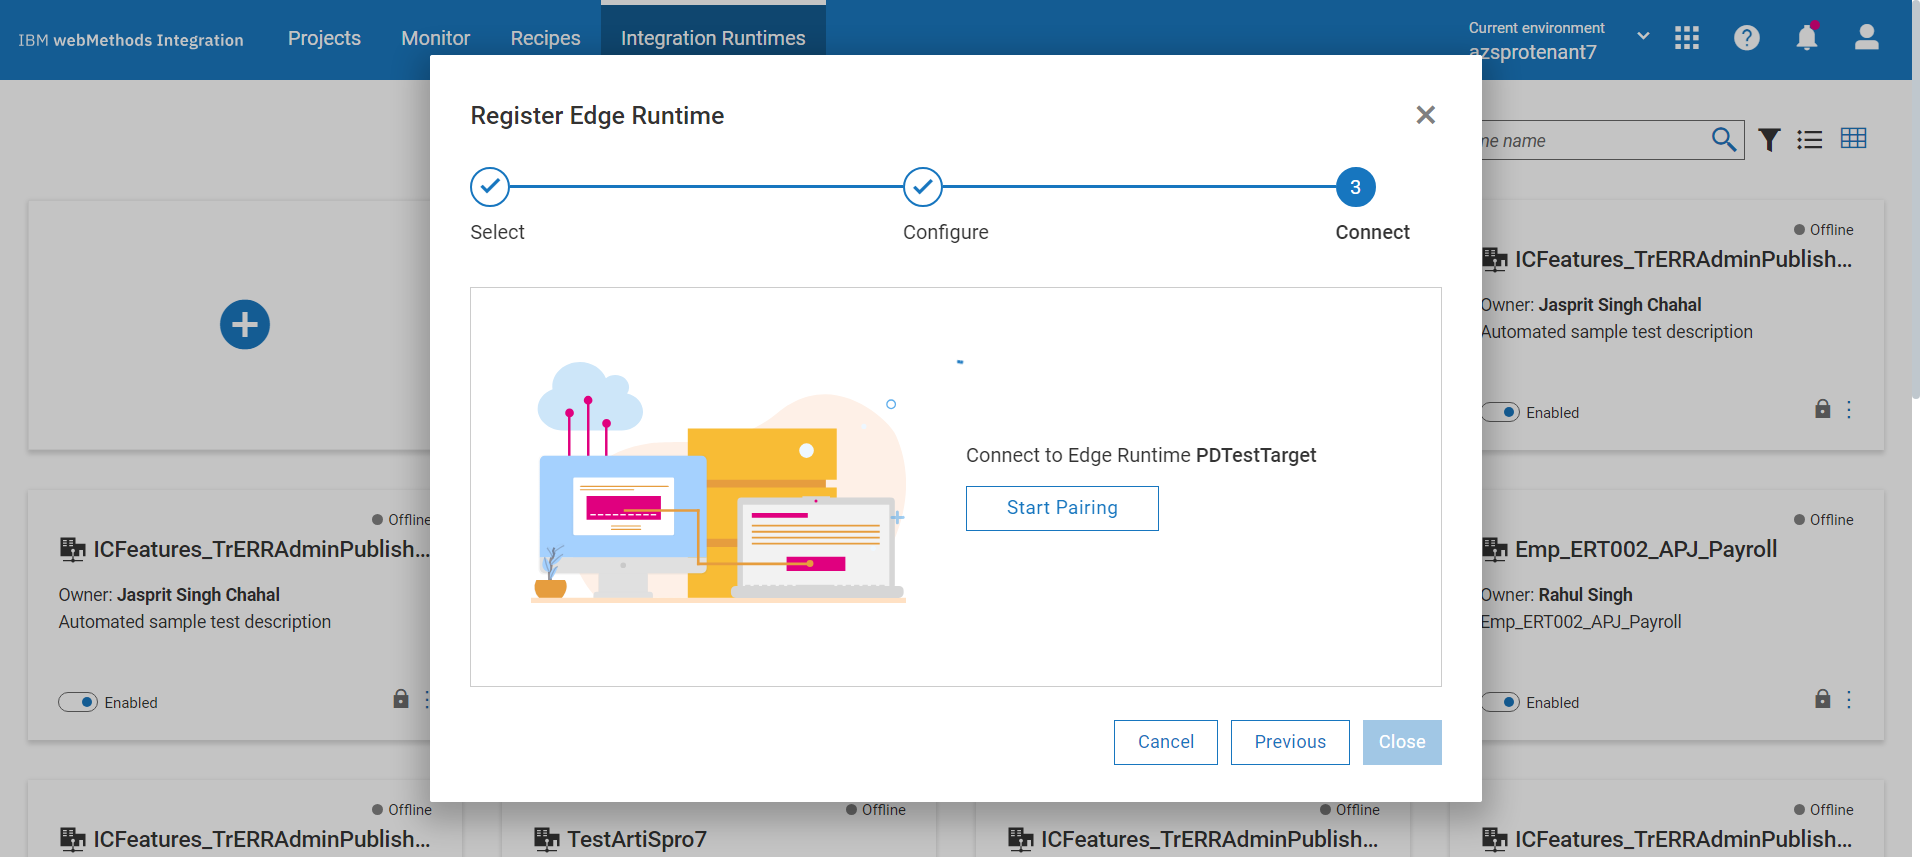 IBM webMethods Integration
Projects
Monitor
Recipes
Integration Runtimes
Current environment
azsprotenant7
Register Edge Runtime
3
Select
Configure
Connect
name
Offline
ICFeatures_TrERRAdminPublish...
Owner: Jasprit Singh Chahal
Automated sample test description
Enabled
Connect to Edge Runtime PDTestTarget
Start Pairing
Offline
ICFeatures_TrERRAdminPublish...
Owner: Jasprit Singh Chahal
Automated sample test description
Enabled
Offline
Emp_ERT002_APJ_Payroll
Owner: Rahul Singh
Emp_ERT002_APJ_Payroll
Enabled
Cancel
Previous
Close
Offline
ICFeatures_TrERRAdminPublish...
Offline
TestArtiSpro7
Offline
ICFeatures_TrERRAdminPublish...
Offline
ICFeatures_TrERRAdminPublish...